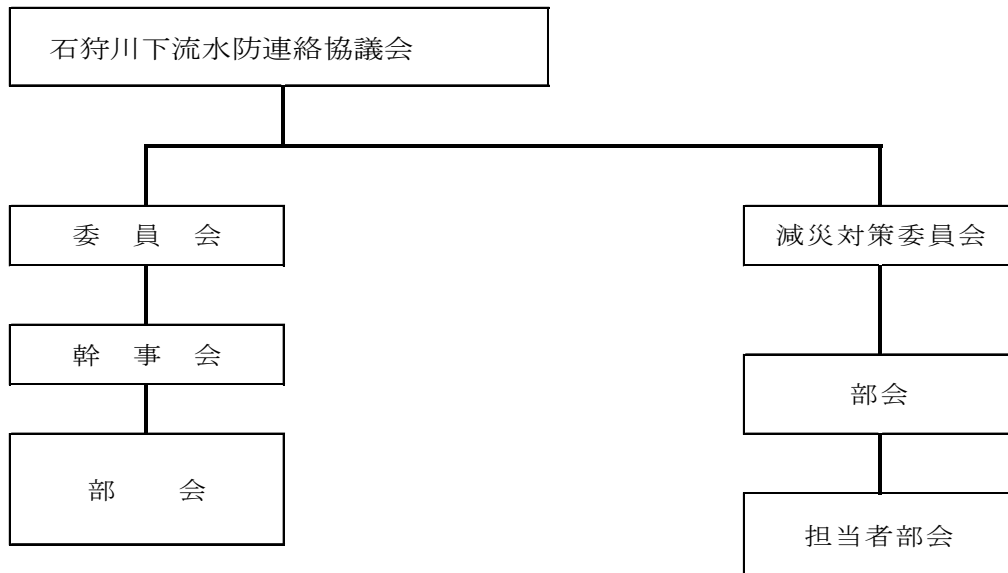 石狩川下流水防連絡協議会
委 員 会
減災対策委員会
幹 事 会
部会
部 会
担当者部会